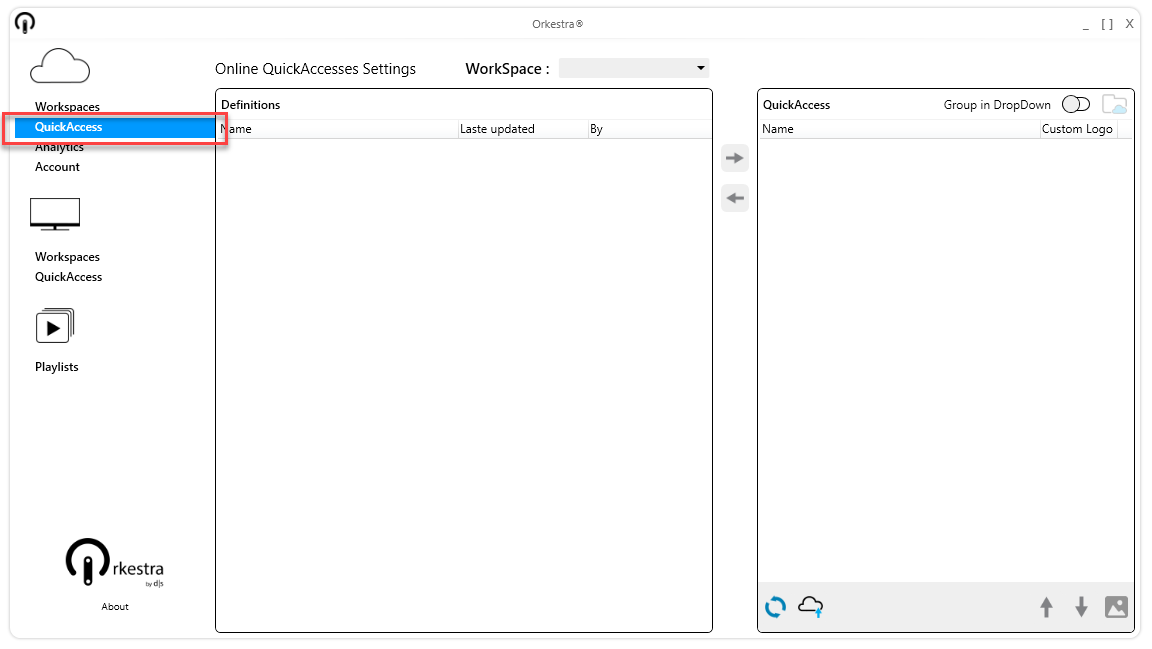 Orkestra®
_ [ ] X
Workspaces
QuickAccess
Analytics
Account
Workspaces
QuickAccess
Playlists
rkestra
by d|s
About
Online QuickAccesses Settings WorkSpace :
Definitions
Name Laste updated By
QuickAccess Group in DropDown
Name Custom Logo